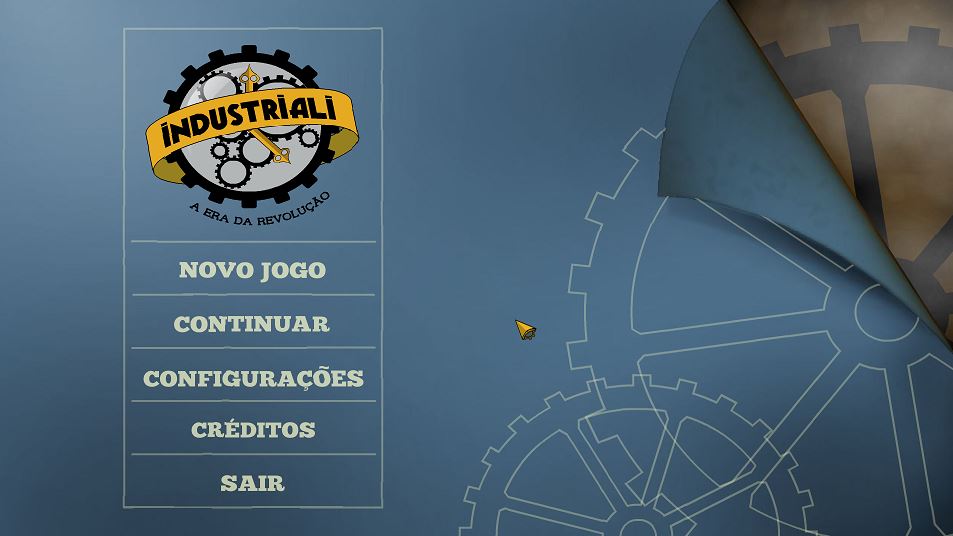 INDUSTRIALI
A ERA DA REVOLUÇÃO
NOVO JOGO
CONTINUAR
CONFIGURAÇÕES
CRÉDITOS
SAIR